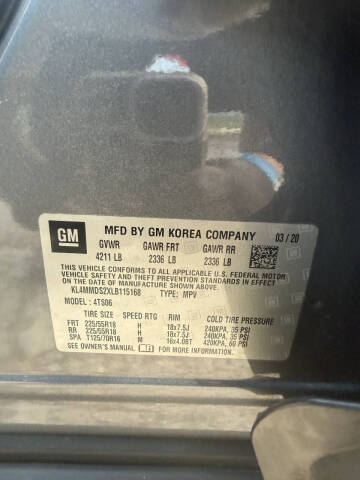 GM MFD BY GM KOREA COMPANY 03 / 20
GVWR GAWR FRT GAWR RR
4211 LB 2336 LB 2336 LB
THIS VEHICLE CONFORMS TO ALL APPLICABLE U.S. FEDERAL MOTOR
VEHICLE SAFETY BUMPER AND THEFT PREVENTION STANDARDS IN
EFFECT ON THE DATE OF MANUFACTURE SHOWN ABOVE.
KL4MMDS2XLB115168 TYPE: MPV
MODEL : 4TS06
TIRE SIZE SPEED RTG RIM COLD TIRE PRESSURE
FRT 225/55R18 H 18x7.5J 240KPA, 35 PSI
RR 225/55R18 H 18x7.5J 240KPA, 35 PSI
SPA T125/70R16 M 16x4.0BT 420KPA, 60 PSI
SEE OWNER'S MANUAL FOR ADDITIONAL INFORMATION